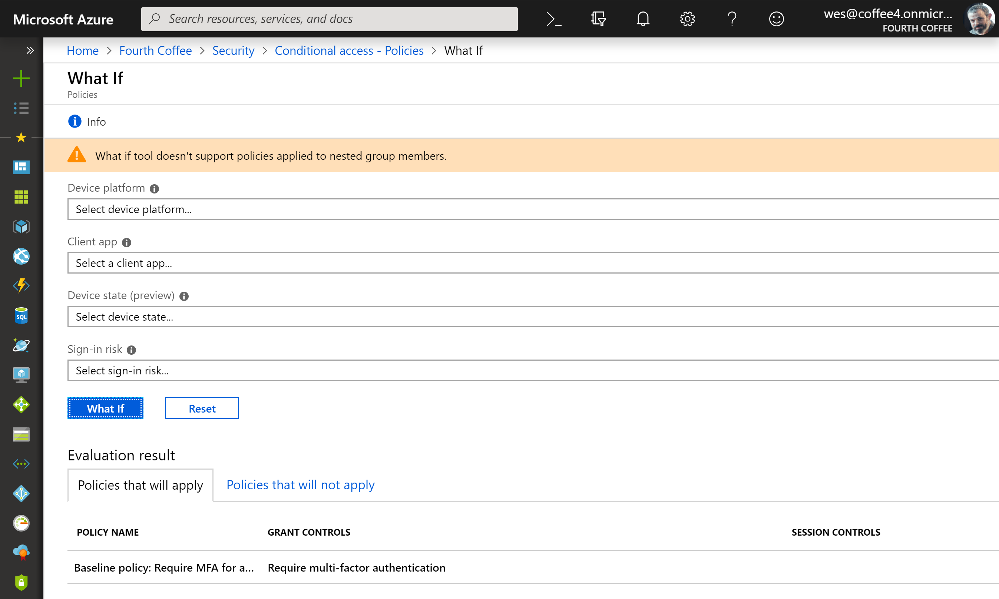 Microsoft Azure
Search resources, services, and docs
wes@coffee4.onmicr...
FOURTH COFFEE
Home > Fourth Coffee > Security > Conditional access - Policies > What If
What If
Policies
Info
What if tool doesn't support policies applied to nested group members.
Device platform
Select device platform...
Client app
Select a client app...
Device state (preview)
Select device state...
Sign-in risk
Select sign-in risk...
What If Reset
Evaluation result
Policies that will apply Policies that will not apply
POLICY NAME GRANT CONTROLS SESSION CONTROLS
Baseline policy: Require MFA for a... Require multi-factor authentication
SQL